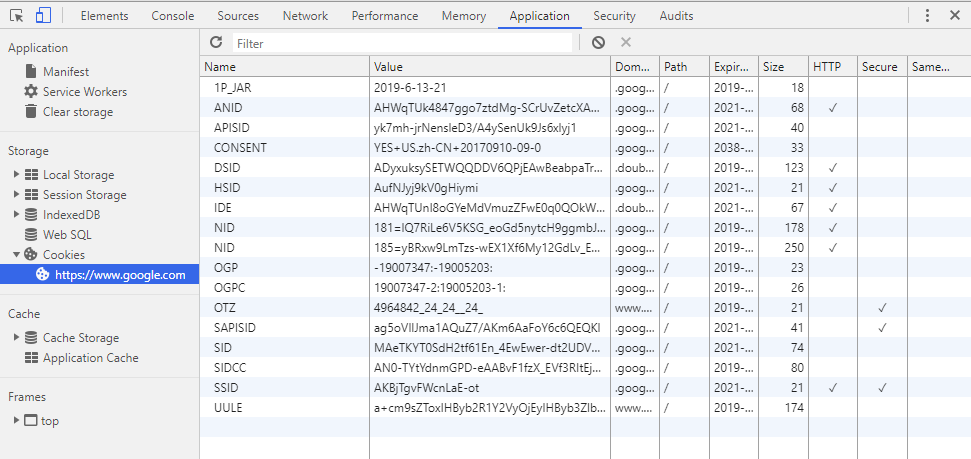 Elements Console Sources Network Performance Memory Application Security Audits
Application
Manifest
Service Workers
Clear storage
Storage
Local Storage
Session Storage
IndexedDB
Web SQL
Cookies
https://www.google.com
Cache
Cache Storage
Application Cache
Frames
top
Filter
Name Value Dom... Path Expir... Size HTTP Secure Same...
1P_JAR 2019-6-13-21 .goog... / 2019-... 18
ANID AHWqTUk4847ggo7ztdMg-SCrUvZetcXA... .goog... / 2021-... 68 ✓
APISID yk7mh-jrNensIeD3/A4ySenUk9Js6xIyj1 .goog... / 2021-... 40
CONSENT YES+US.zh-CN+20170910-09-0 .goog... / 2038-... 33
DSID ADyxuksySETWQQDDV6QPjEAwBeabpaTr... .doub... / 2019-... 123 ✓
HSID AufNJyj9kV0gHiymi .goog... / 2021-... 21 ✓
IDE AHWqTUnI8oGYeMdVmuzZFwE0q0QOkW... .doub... / 2021-... 67 ✓
NID 181=IQ7RiLe6V5KSG_eoGd5nytcH9ggmbJ... .goog... / 2019-... 178 ✓
NID 185=yBRxw9LmTzs-wEX1Xf6My12GdLv_E... .goog... / 2019-... 250 ✓
OGP -19007347:-19005203: .goog... / 2019-... 23
OGPC 19007347-2:19005203-1: .goog... / 2019-... 26
OTZ 4964842_24_24__24_ www.... / 2019-... 21 ✓
SAPISID ag5oVIIJma1AQuZ7/AKm6AaFoY6c6QEQKI .goog... / 2021-... 41 ✓
SID MAeTKYT0SdH2tf61En_4EwEwer-dt2UDV... .goog... / 2021-... 74
SIDCC AN0-TYtYdnmGPD-eAABvF1fzX_EVf3RItEj... .goog... / 2019-... 80
SSID AKBjTgvFWcnLaE-ot .goog... / 2021-... 21 ✓ ✓
UULE a+cm9sZToxIHByb2R1Y2VyOjEyIHByb3ZIb... www.... / 2019-... 174